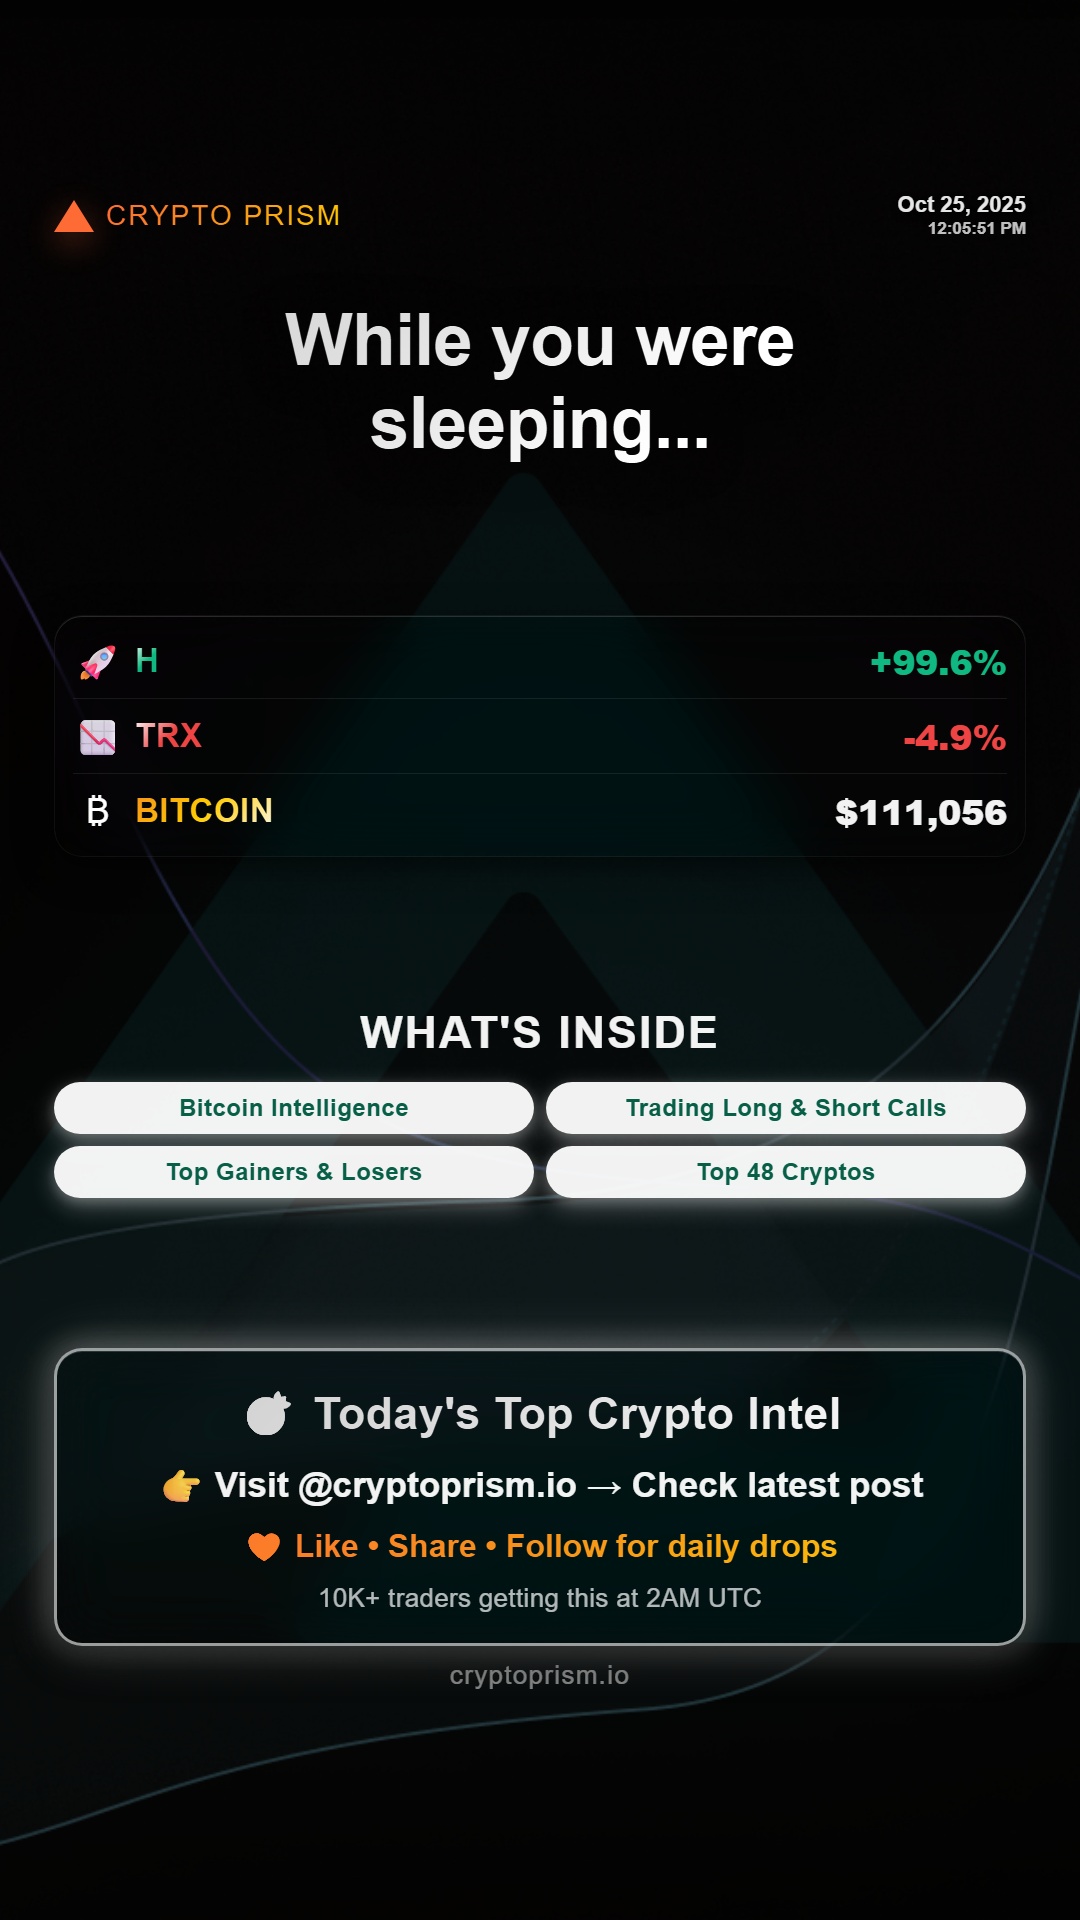 CRYPTO PRISM
Oct 25, 2025
12:05:51 PM
While you were
sleeping...
H +99.6%
TRX -4.9%
BITCOIN $111,056
WHAT'S INSIDE
Bitcoin Intelligence
Trading Long & Short Calls
Top Gainers & Losers
Top 48 Cryptos
Today's Top Crypto Intel
👉 Visit @cryptoprism.io → Check latest post
🧡 Like • Share • Follow for daily drops
10K+ traders getting this at 2AM UTC
cryptoprism.io